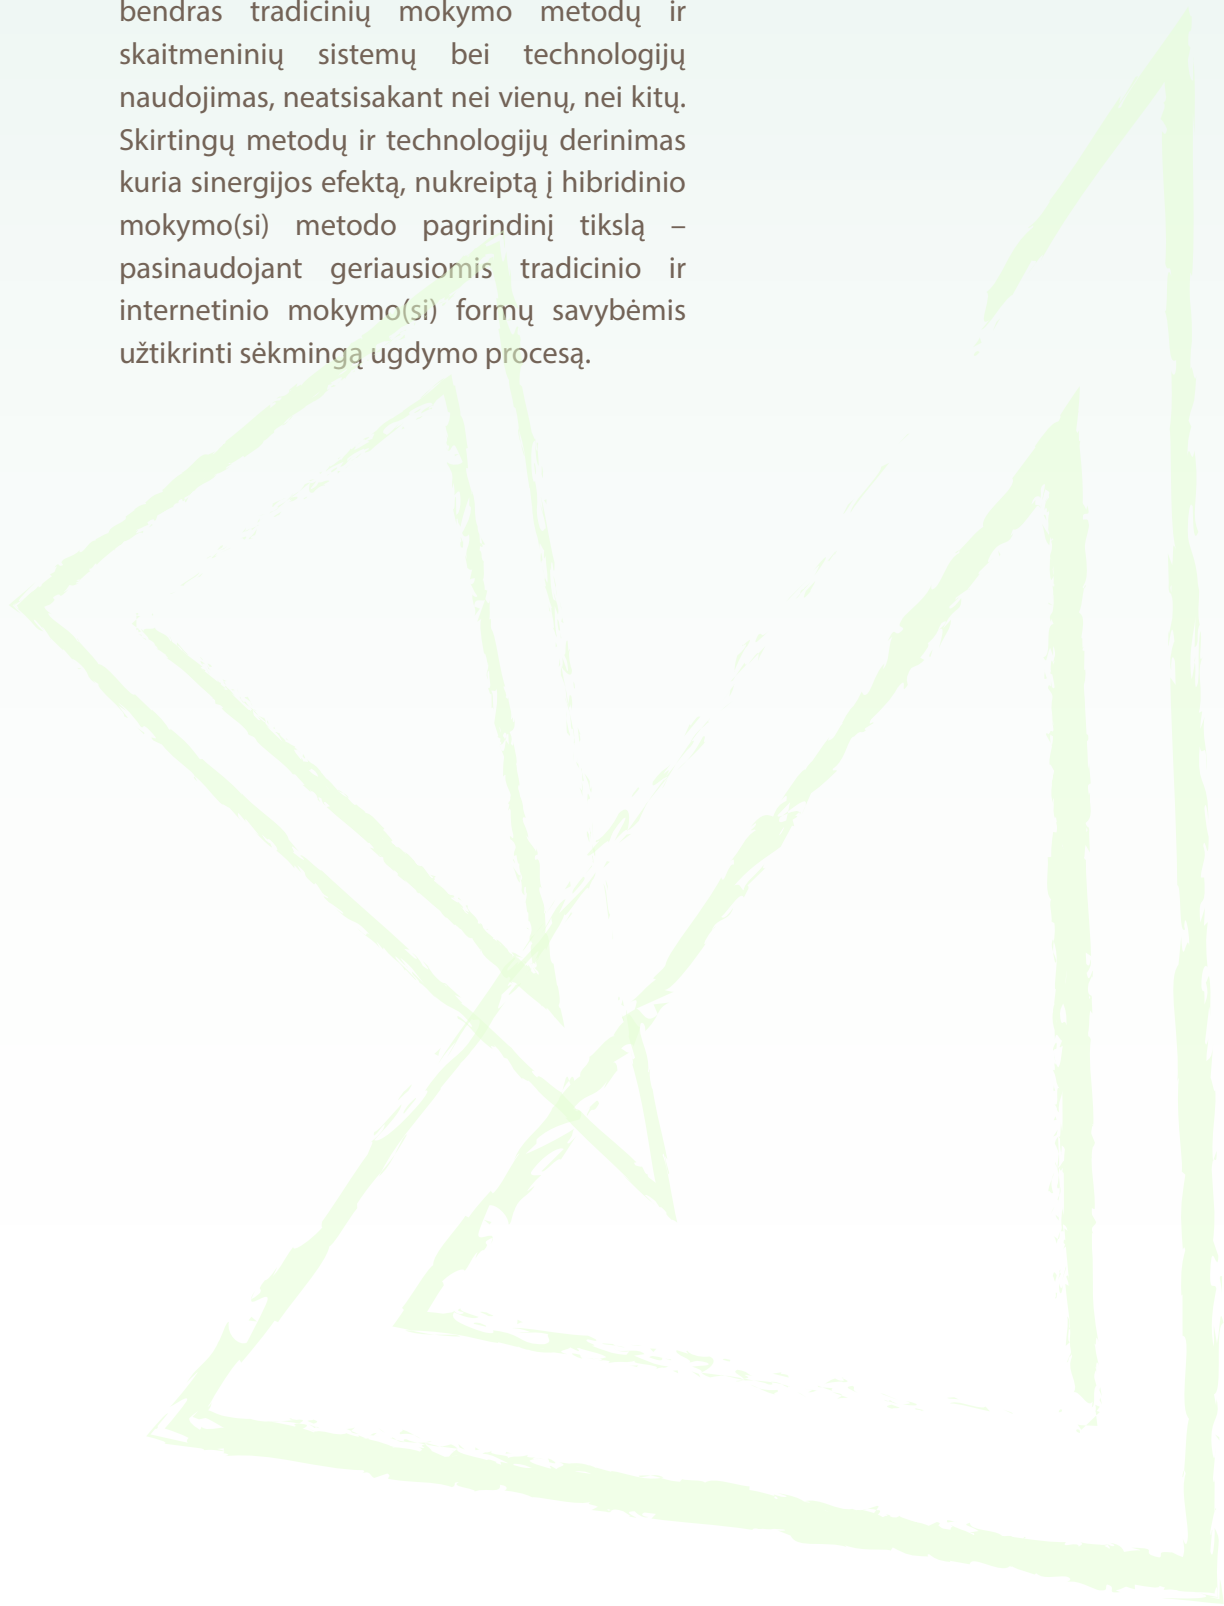 bendras tradicinių mokymo metodų ir
skaitmeninių sistemų bei technologijų
naudojimas, neatsisakant nei vienų, nei kitų.
Skirtingų metodų ir technologijų derinimas
kuria sinergijos efektą, nukreiptą į hibridinio
mokymo(si) metodo pagrindinį tikslą –
pasinaudojant geriausiomis tradicinio ir
internetinio mokymo(si) formų savybėmis
užtikrinti sėkmingą ugdymo procesą.